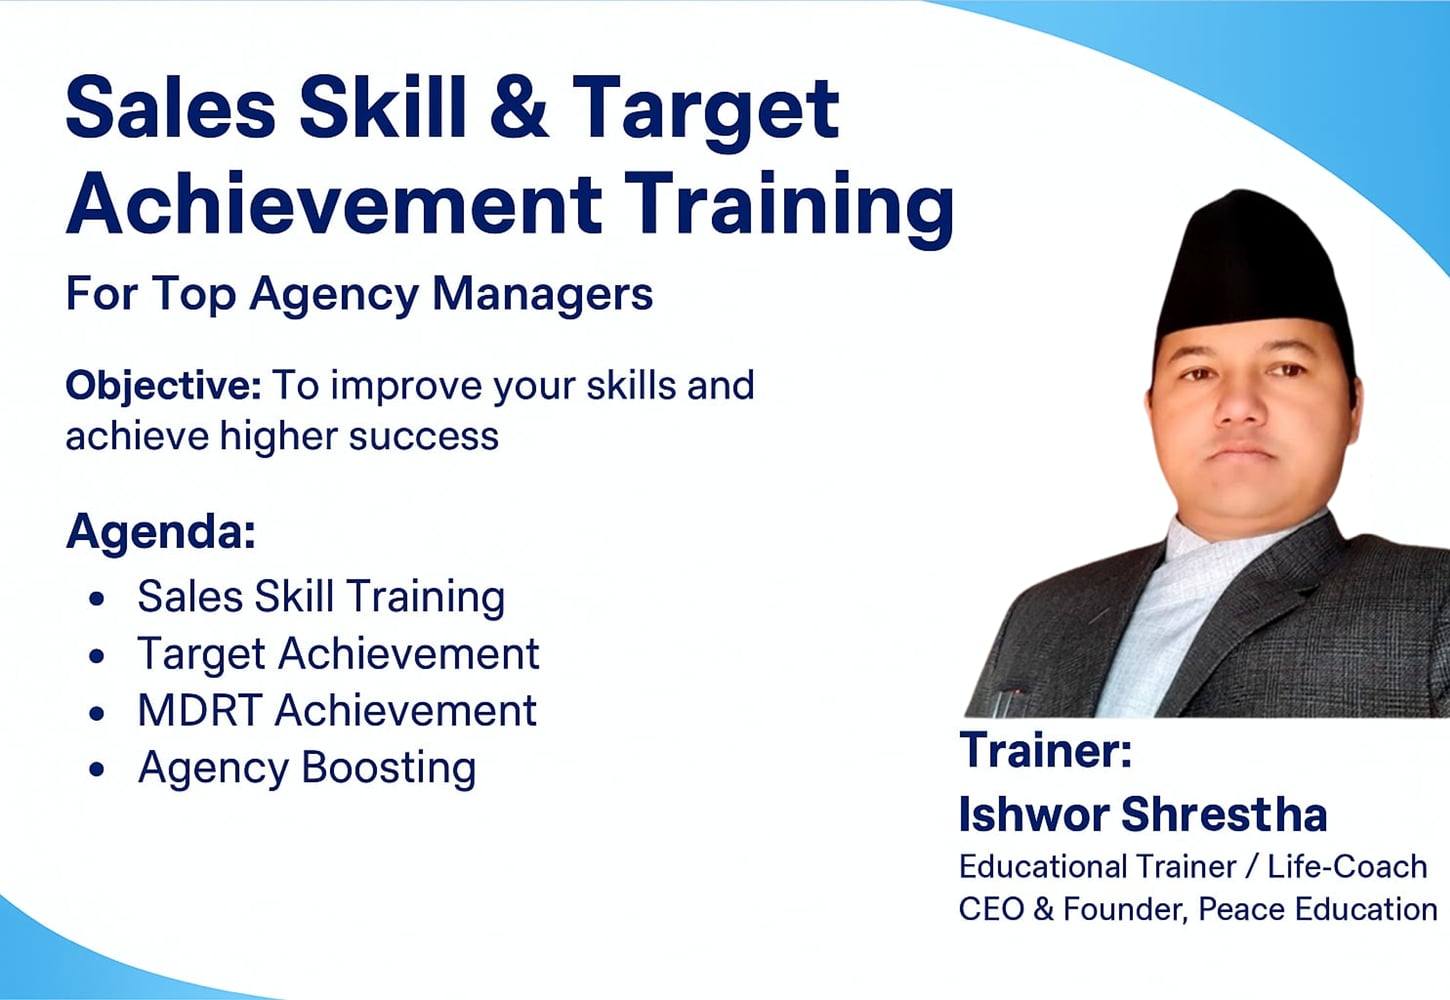 Sales Skill & Target
Achievement Training
For Top Agency Managers
Objective: To improve your skills and
achieve higher success
Agenda:
• Sales Skill Training
• Target Achievement
• MDRT Achievement
• Agency Boosting
Trainer:
Ishwor Shrestha
Educational Trainer / Life-Coach
CEO & Founder, Peace Education